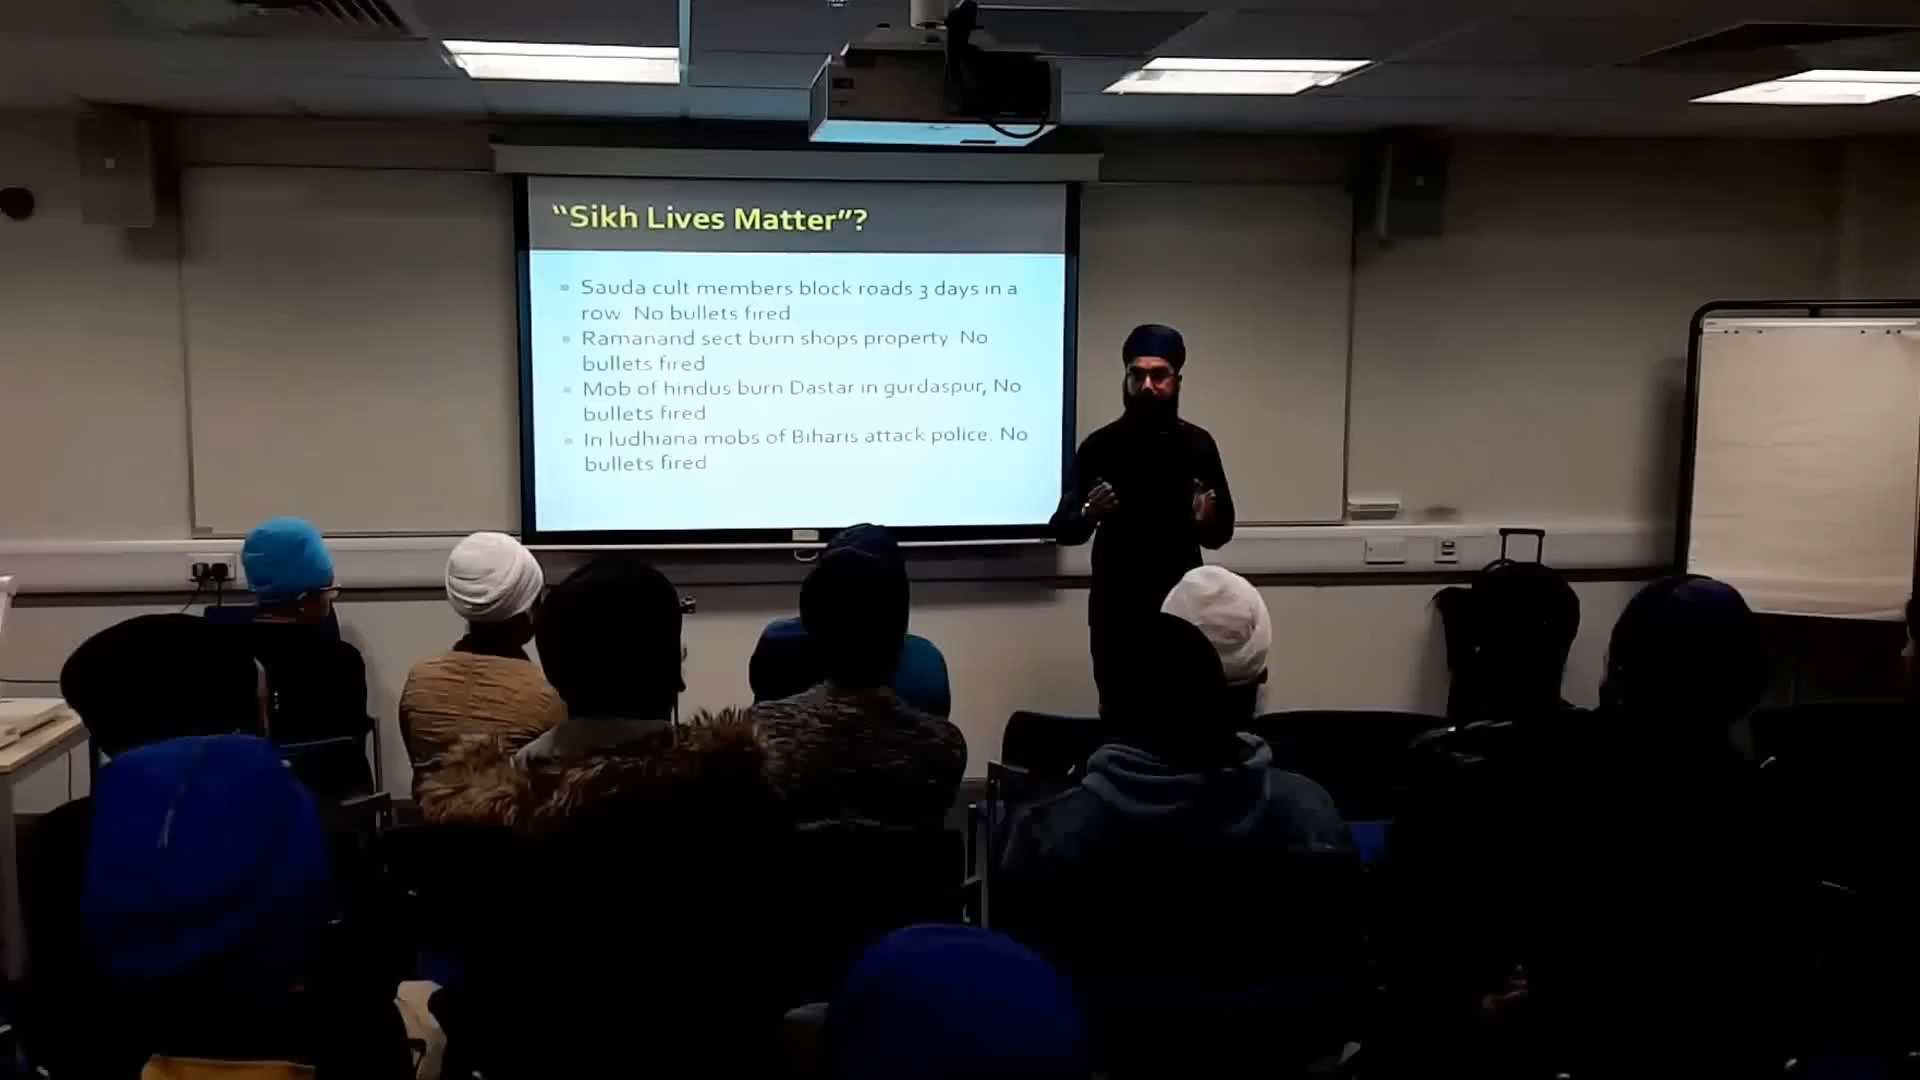 “Sikh Lives Matter”?
Sauda cult members block roads 3 days in a
row No bullets fired
Ramanand sect burn shops property No
bullets fired
Mob of hindus burn Dastar in gurdaspur, No
bullets fired
In ludhiana mobs of Biharis attack police. No
bullets fired